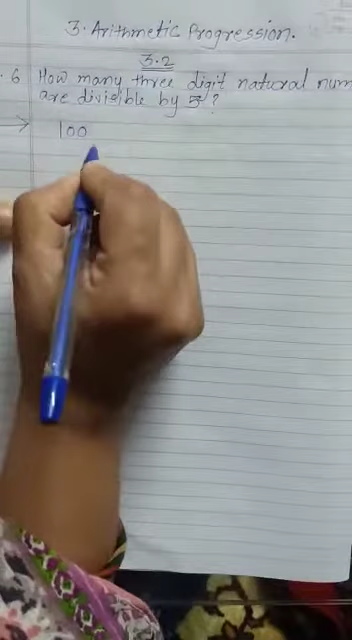 3. Arithmetic Progression.
3.2
6 How many three digit natural num
are divisible by 5?
100